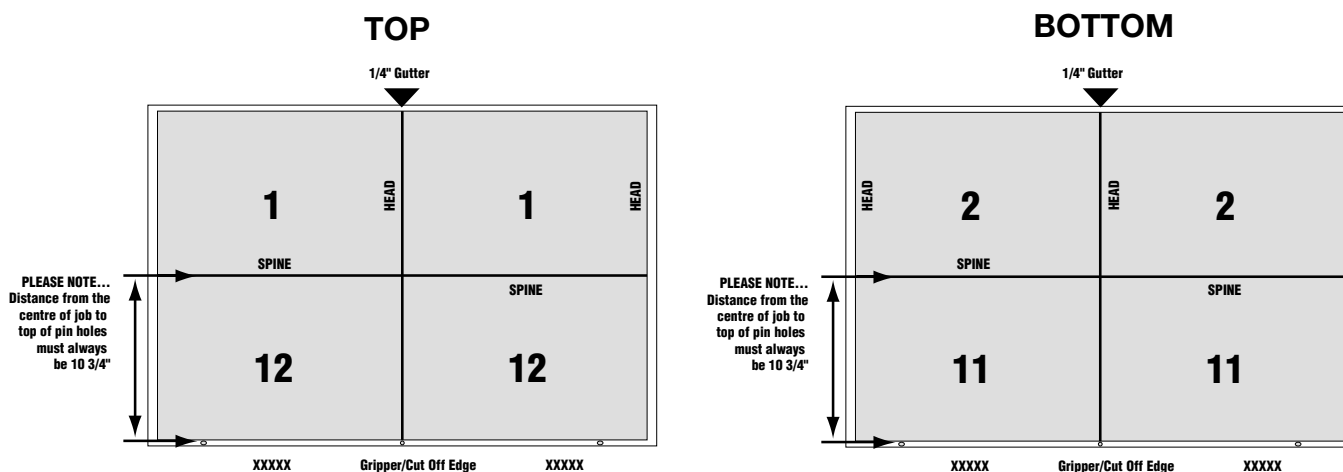 TOP
1/4" Gutter
1
HEAD
1
HEAD
SPINE
SPINE
PLEASE NOTE...
Distance from the
centre of job to
top of pin holes
must always
be 10 3/4"
12
12
XXXXX
Gripper/Cut Off Edge
XXXXX
BOTTOM
1/4" Gutter
HEAD
2
HEAD
2
SPINE
SPINE
PLEASE NOTE...
Distance from the
centre of job to
top of pin holes
must always
be 10 3/4"
11
11
XXXXX
Gripper/Cut Off Edge
XXXXX